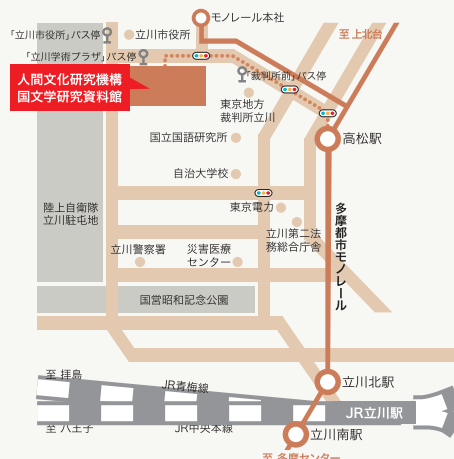 モノレール本社
「立川市役所」バス停
立川市役所
至 上北台
「立川学術プラザ」バス停
「裁判所前」バス停
人間文化研究機構
国文学研究資料館
東京地方
裁判所立川
国立国語研究所
高松駅
自治大学校
陸上自衛隊
立川駐屯地
東京電力
多摩都市モノレール
立川第二法
務総合庁舎
立川警察署
災害医療
センター
国営昭和記念公園
至 拝島
JR青梅線
立川北駅
JR立川駅
至 八王子
JR中央本線
立川南駅
至 多摩センター